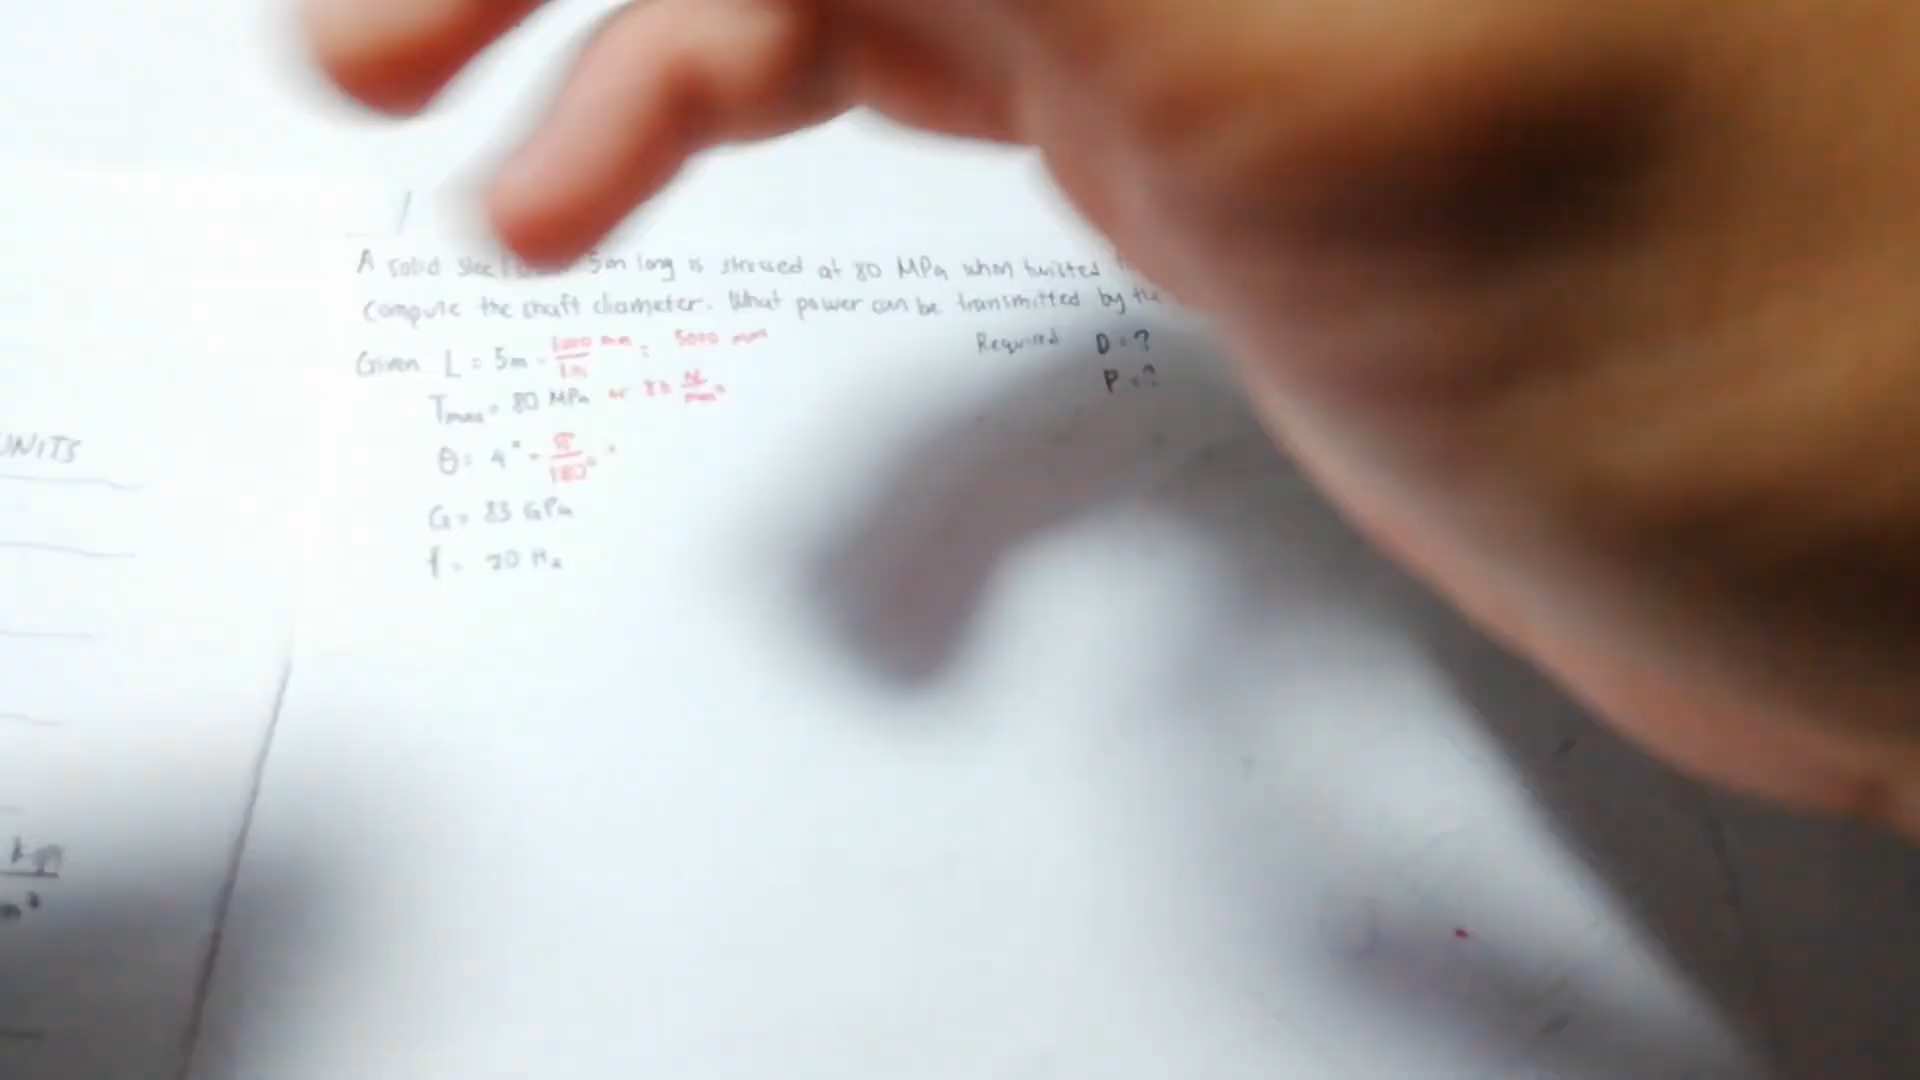 A solid 5m long is stressed at 80 MPa when twisted
Compute the shaft diameter. What power can be transmitted by the
Given L = 5m · 1000 mm / 1m = 5000 mm
Required D = ?
P = ?
Tmax = 80 MPa or 80 N/mm²
θ = 4° · π/180° =
G = 83 GPa
f = 20 Hz
UNITS